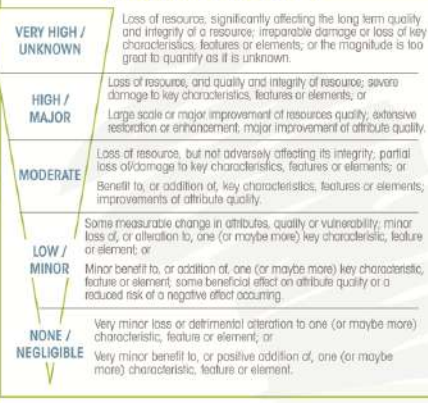 VERY HIGH /
UNKNOWN
Loss of resource, significantly affecting the long term quality
and integrity of a resource; irreparable damage or loss of key
characteristics, features or elements; or the magnitude is too
great to quantify as it is unknown.
HIGH /
MAJOR
Loss of resource, and quality and integrity of resource; severe
damage to key characteristics, features or elements; or
Large scale or major improvement of resources quality; extensive
restoration or enhancement; major improvement of attribute quality.
MODERATE
Loss of resource, but not adversely affecting its integrity; partial
loss of/damage to key characteristics, features or elements; or
Benefit to, or addition of, key characteristics, features or elements;
improvements of attribute quality.
LOW /
MINOR
Some measurable change in attributes, quality or vulnerability; minor
loss of, or alteration to, one (or maybe more) key characteristic, feature
or element; or
Minor benefit to, or addition of, one (or maybe more) key characteristic,
feature or element; some beneficial effect on attribute quality or a
reduced risk of a negative effect occurring.
NONE /
NEGLIGIBLE
Very minor loss or detrimental alteration to one (or maybe more)
characteristic, feature or element; or
Very minor benefit to, or positive addition of, one (or maybe
more) characteristic, feature or element.